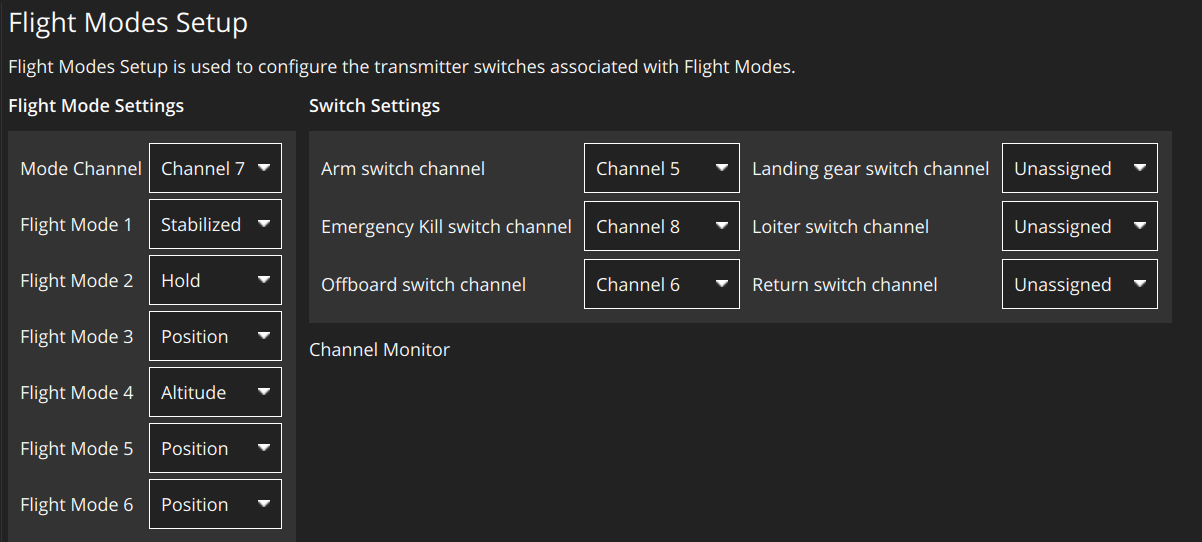 Flight Modes Setup
Flight Modes Setup is used to configure the transmitter switches associated with Flight Modes.
Flight Mode Settings
Mode Channel Channel 7
Flight Mode 1 Stabilized
Flight Mode 2 Hold
Flight Mode 3 Position
Flight Mode 4 Altitude
Flight Mode 5 Position
Flight Mode 6 Position
Switch Settings
Arm switch channel Channel 5 Landing gear switch channel Unassigned
Emergency Kill switch channel Channel 8 Loiter switch channel Unassigned
Offboard switch channel Channel 6 Return switch channel Unassigned
Channel Monitor